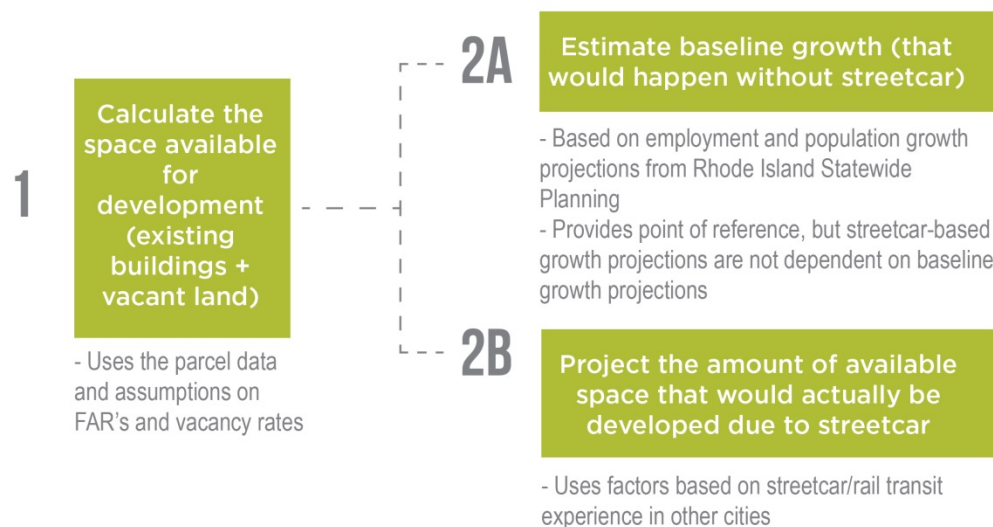 1
Calculate the
space available
for
development
(existing
buildings +
vacant land)
- Uses the parcel data
and assumptions on
FAR's and vacancy rates
2A
Estimate baseline growth (that
would happen without streetcar)
- Based on employment and population growth
projections from Rhode Island Statewide
Planning
- Provides point of reference, but streetcar-based
growth projections are not dependent on baseline
growth projections
2B
Project the amount of available
space that would actually be
developed due to streetcar
- Uses factors based on streetcar/rail transit
experience in other cities